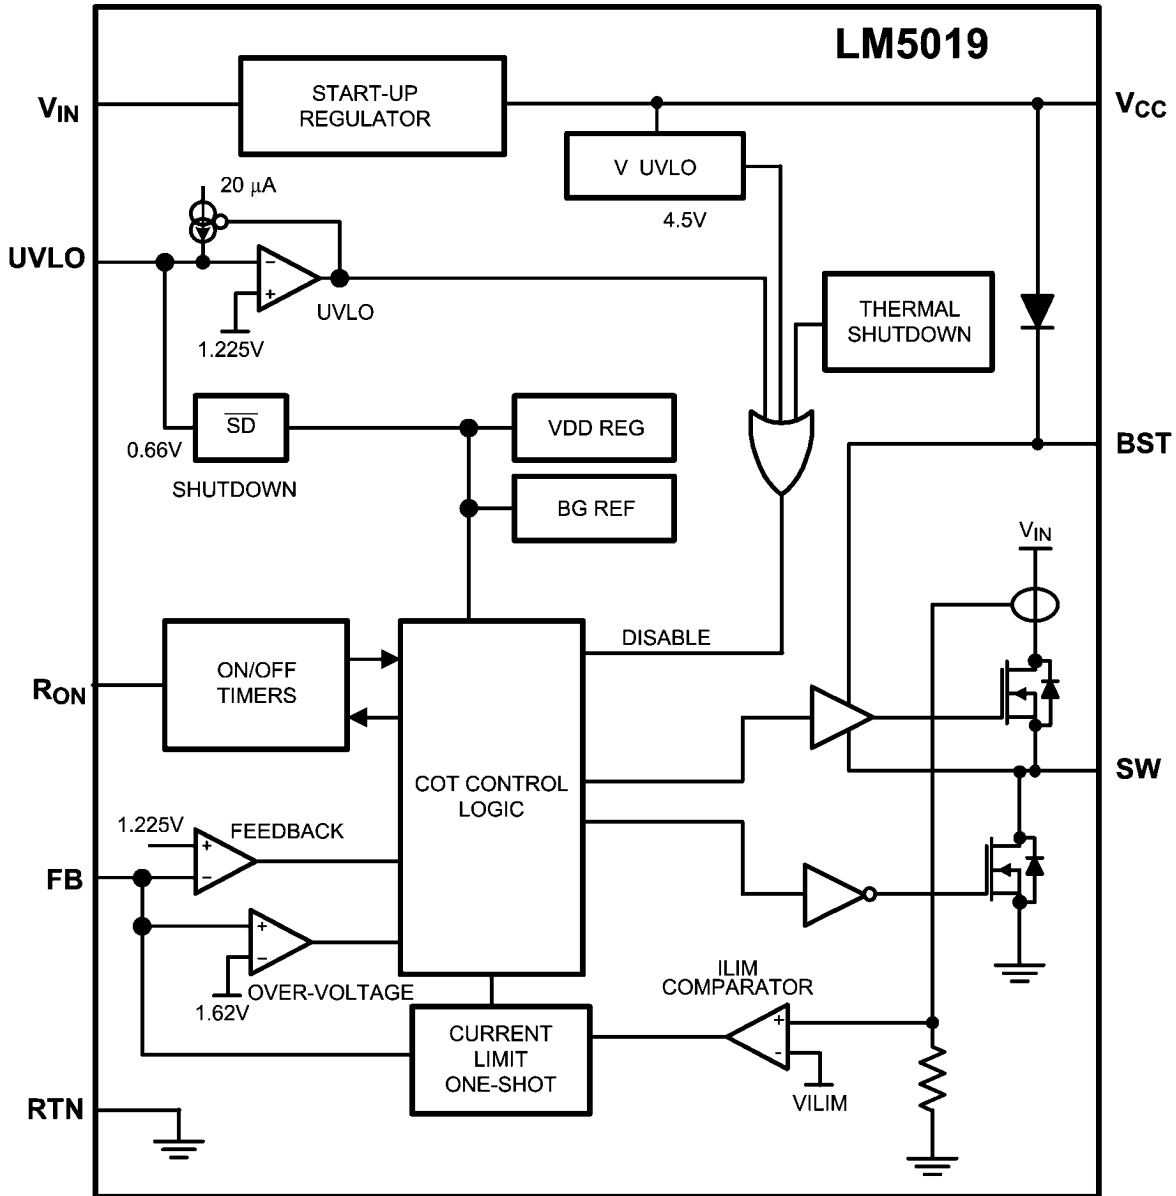 LM5019
VIN
START-UP
REGULATOR
VCC
V UVLO
4.5V
20 µA
UVLO
-
+
UVLO
1.225V
THERMAL
SHUTDOWN
0.66V
SD
SHUTDOWN
VDD REG
BG REF
BST
VIN
DISABLE
RON
ON/OFF
TIMERS
COT CONTROL
LOGIC
SW
1.225V
FEEDBACK
+
-
FB
+
-
1.62V
OVER-VOLTAGE
CURRENT
LIMIT
ONE-SHOT
ILIM
COMPARATOR
+
-
VILIM
RTN